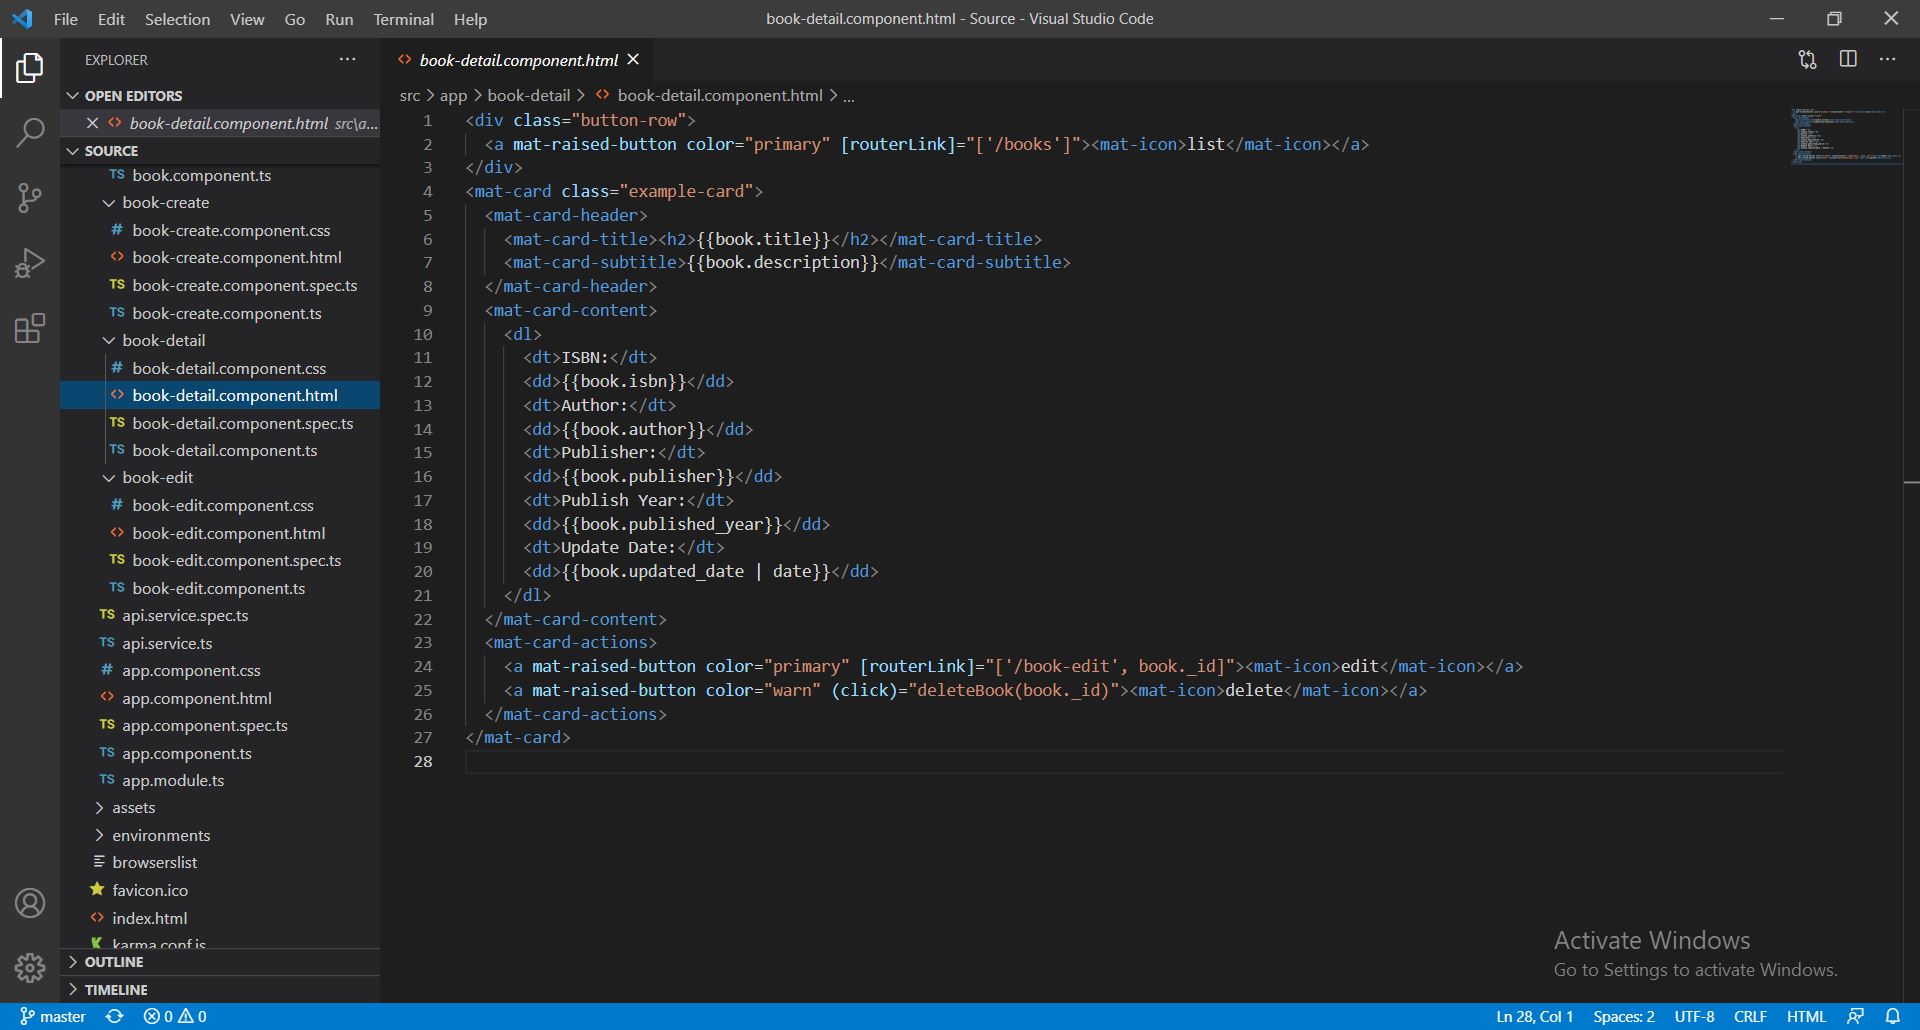 File Edit Selection View Go Run Terminal Help
book-detail.component.html - Source - Visual Studio Code
EXPLORER
OPEN EDITORS
book-detail.component.html src\a...
SOURCE
book.component.ts
book-create
book-create.component.css
book-create.component.html
book-create.component.spec.ts
book-create.component.ts
book-detail
book-detail.component.css
book-detail.component.html
book-detail.component.spec.ts
book-detail.component.ts
book-edit
book-edit.component.css
book-edit.component.html
book-edit.component.spec.ts
book-edit.component.ts
api.service.spec.ts
api.service.ts
app.component.css
app.component.html
app.component.spec.ts
app.component.ts
app.module.ts
assets
environments
browserslist
favicon.ico
index.html
karma.conf.js
OUTLINE
TIMELINE
book-detail.component.html
src > app > book-detail > book-detail.component.html > ...
1 <div class="button-row">
2 <a mat-raised-button color="primary" [routerLink]="['/books']"><mat-icon>list</mat-icon></a>
3 </div>
4 <mat-card class="example-card">
5 <mat-card-header>
6 <mat-card-title><h2>{{book.title}}</h2></mat-card-title>
7 <mat-card-subtitle>{{book.description}}</mat-card-subtitle>
8 </mat-card-header>
9 <mat-card-content>
10 <dl>
11 <dt>ISBN:</dt>
12 <dd>{{book.isbn}}</dd>
13 <dt>Author:</dt>
14 <dd>{{book.author}}</dd>
15 <dt>Publisher:</dt>
16 <dd>{{book.publisher}}</dd>
17 <dt>Publish Year:</dt>
18 <dd>{{book.published_year}}</dd>
19 <dt>Update Date:</dt>
20 <dd>{{book.updated_date | date}}</dd>
21 </dl>
22 </mat-card-content>
23 <mat-card-actions>
24 <a mat-raised-button color="primary" [routerLink]="['/book-edit', book._id]"><mat-icon>edit</mat-icon></a>
25 <a mat-raised-button color="warn" (click)="deleteBook(book._id)"><mat-icon>delete</mat-icon></a>
26 </mat-card-actions>
27 </mat-card>
28
Activate Windows
Go to Settings to activate Windows.
master 0 0 Ln 28, Col 1 Spaces: 2 UTF-8 CRLF HTML